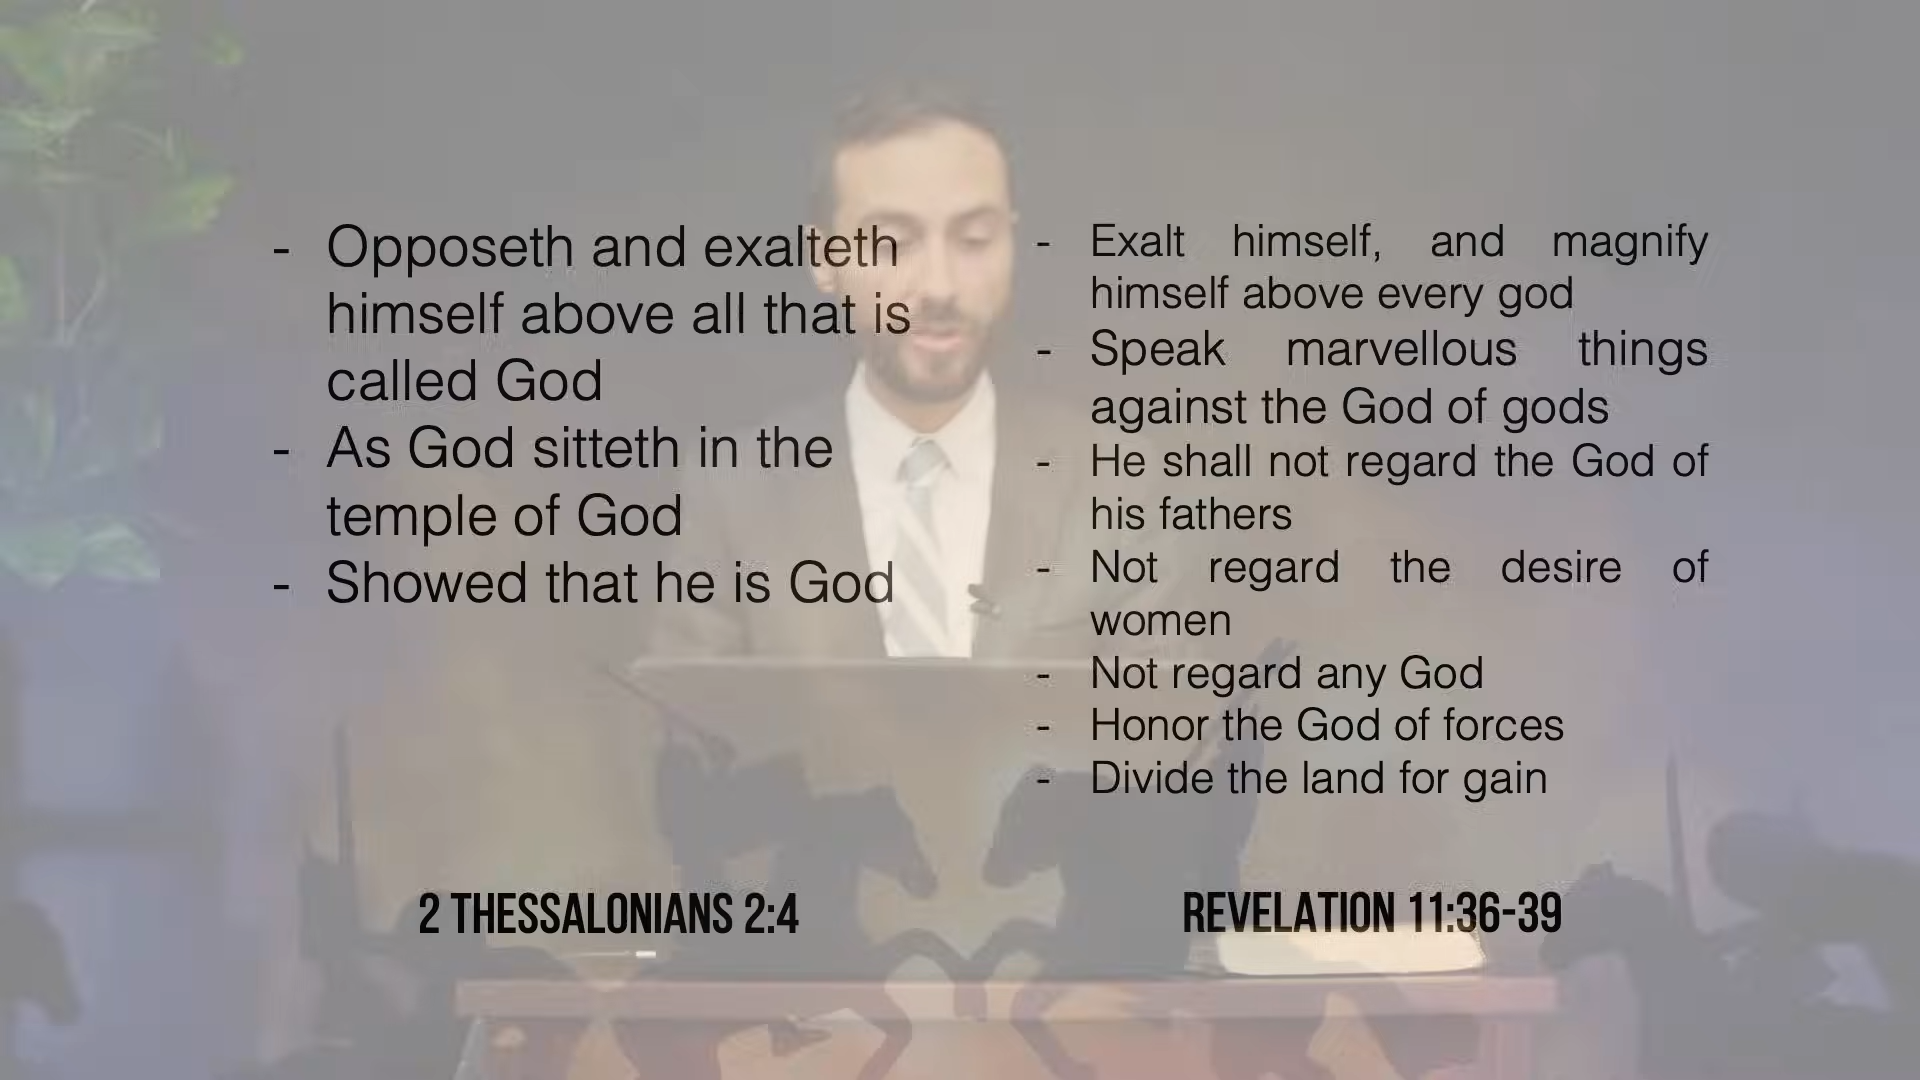 - Opposeth and exalteth
himself above all that is
called God
- As God sitteth in the
temple of God
- Showed that he is God
2 THESSALONIANS 2:4
- Exalt himself, and magnify
himself above every god
- Speak marvellous things
against the God of gods
- He shall not regard the God of
his fathers
- Not regard the desire of
women
- Not regard any God
- Honor the God of forces
- Divide the land for gain
REVELATION 11:36-39